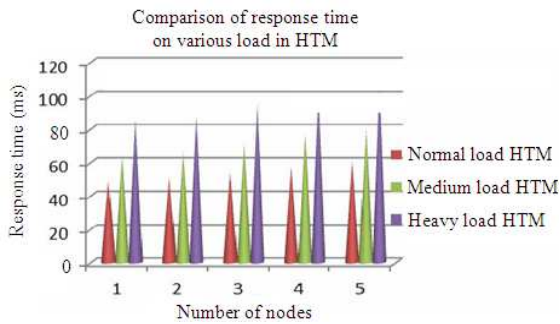 Comparison of response time
on various load in HTM
Response time (ms)
120
100
80
60
40
20
0
1 2 3 4 5
Number of nodes
Normal load HTM
Medium load HTM
Heavy load HTM